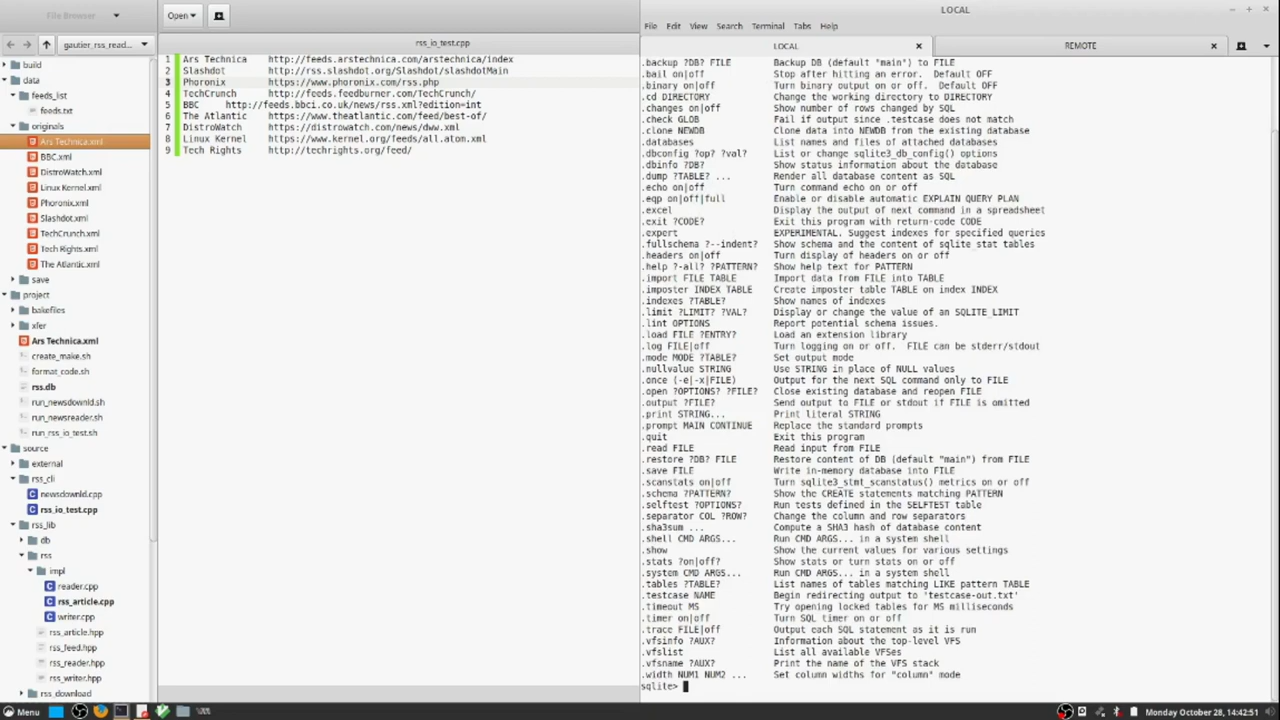 File Browser
Open
LOCAL
File Edit View Search Terminal Tabs Help
gautier_rss_read...
rss_io_test.cpp
LOCAL
REMOTE
build
data
feeds_list
feeds.txt
originals
Ars Technica.xml
BBC.xml
DistroWatch.xml
Linux Kernel.xml
Phoronix.xml
Slashdot.xml
TechCrunch.xml
Tech Rights.xml
The Atlantic.xml
save
project
bakefiles
xfer
Ars Technica.xml
create_make.sh
format_code.sh
rss.db
run_newsdownld.sh
run_newsreader.sh
run_rss_io_test.sh
source
external
rss_cli
newsdownld.cpp
rss_io_test.cpp
rss_lib
db
rss
impl
reader.cpp
rss_article.cpp
writer.cpp
rss_article.hpp
rss_feed.hpp
rss_reader.hpp
rss_writer.hpp
rss_download
1 Ars Technica http://feeds.arstechnica.com/arstechnica/index
2 Slashdot http://rss.slashdot.org/Slashdot/slashdotMain
3 Phoronix https://www.phoronix.com/rss.php
4 TechCrunch https://feeds.feedburner.com/TechCrunch/
5 BBC http://feeds.bbci.co.uk/news/rss.xml?edition=int
6 The Atlantic https://www.theatlantic.com/feed/best-of/
7 DistroWatch https://distrowatch.com/news/dww.xml
8 Linux Kernel https://www.kernel.org/feeds/all.atom.xml
9 Tech Rights http://techrights.org/feed/
.backup ?DB? FILE Backup DB (default "main") to FILE
.bail on|off Stop after hitting an error. Default OFF
.binary on|off Turn binary output on or off. Default OFF
.cd DIRECTORY Change the working directory to DIRECTORY
.changes on|off Show number of rows changed by SQL
.check GLOB Fail if output since .testcase does not match
.clone NEWDB Clone data into NEWDB from the existing database
.databases List names and files of attached databases
.dbconfig ?op? ?val? List or change sqlite3_db_config() options
.dbinfo ?DB? Show status information about the database
.dump ?TABLE? ... Render all database content as SQL
.echo on|off Turn command echo on or off
.eqp on|off|full Enable or disable automatic EXPLAIN QUERY PLAN
.excel Display the output of next command in a spreadsheet
.exit ?CODE? Exit this program with return-code CODE
.expert EXPERIMENTAL. Suggest indexes for specified queries
.fullschema ?--indent? Show schema and the content of sqlite stat tables
.headers on|off Turn display of headers on or off
.help ?-all? ?PATTERN? Show help text for PATTERN
.import FILE TABLE Import data from FILE into TABLE
.imposter INDEX TABLE Create imposter table TABLE on index INDEX
.indexes ?TABLE? Show names of indexes
.limit ?LIMIT? ?VAL? Display or change the value of an SQLITE LIMIT
.lint OPTIONS Report potential schema issues.
.load FILE ?ENTRY? Load an extension library
.log FILE|off Turn logging on or off. FILE can be stderr/stdout
.mode MODE ?TABLE? Set output mode
.nullvalue STRING Use STRING in place of NULL values
.once (-e|-x|FILE) Output for the next SQL command only to FILE
.open ?OPTIONS? ?FILE? Close existing database and reopen FILE
.output ?FILE? Send output to FILE or stdout if FILE is omitted
.print STRING... Print literal STRING
.prompt MAIN CONTINUE Replace the standard prompts
.quit Exit this program
.read FILE Read input from FILE
.restore ?DB? FILE Restore content of DB (default "main") from FILE
.save FILE Write in-memory database into FILE
.scanstats on|off Turn sqlite3_stmt_scanstatus() metrics on or off
.schema ?PATTERN? Show the CREATE statements matching PATTERN
.selftest ?OPTIONS? Run tests defined in the SELFTEST table
.separator COL ?ROW? Change the column and row separators
.sha3sum ... Compute a SHA3 hash of database content
.shell CMD ARGS... Run CMD ARGS... in a system shell
.show Show the current values for various settings
.stats ?on|off? Show stats or turn stats on or off
.system CMD ARGS... Run CMD ARGS... in a system shell
.tables ?TABLE? List names of tables matching LIKE pattern TABLE
.testcase NAME Begin redirecting output to 'testcase-out.txt'
.timeout MS Try opening locked tables for MS milliseconds
.timer on|off Turn SQL timer on or off
.trace FILE|off Output each SQL statement as it is run
.vfsinfo ?AUX? Information about the top-level VFS
.vfslist List all available VFSes
.vfsname ?AUX? Print the name of the VFS stack
.width NUM1 NUM2 ... Set column widths for "column" mode
sqlite>
Menu
Monday October 28, 14:42:51